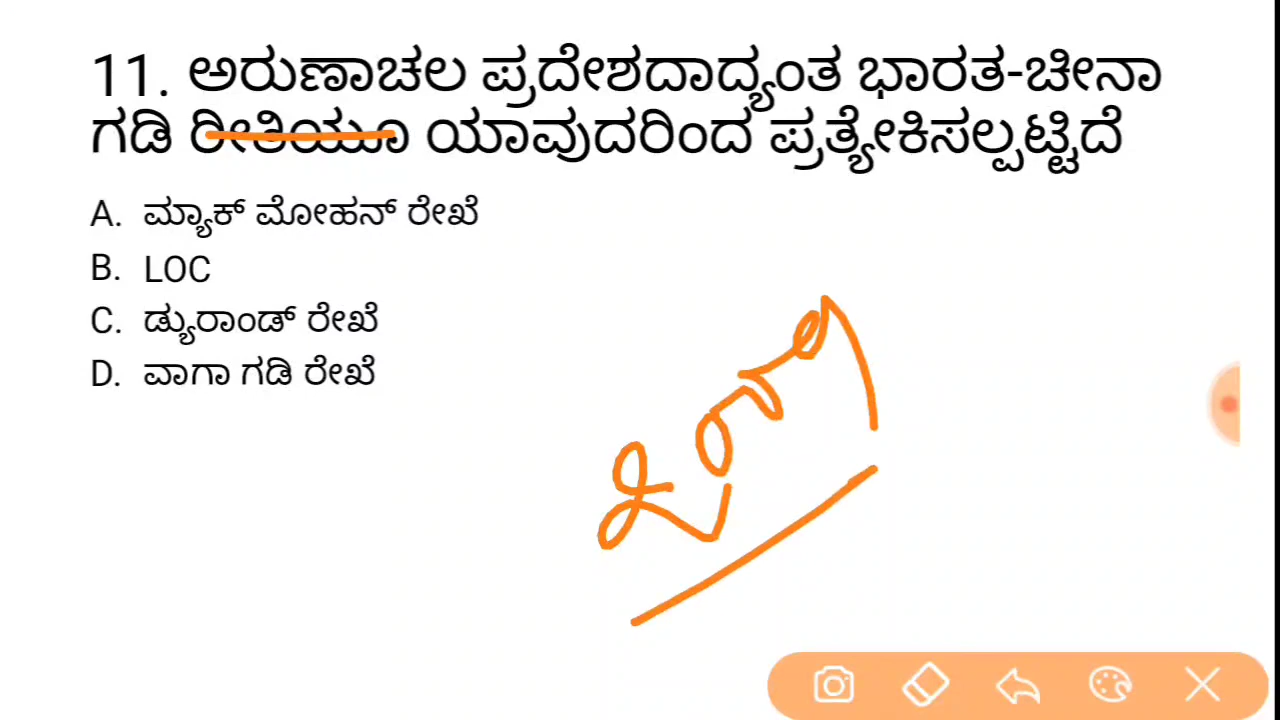 11. ಅರುಣಾಚಲ ಪ್ರದೇಶದಾದ್ಯಂತ ಭಾರತ-ಚೀನಾ
ಗಡಿ ರೀತಿಯೂ ಯಾವುದರಿಂದ ಪ್ರತ್ಯೇಕಿಸಲ್ಪಟ್ಟಿದೆ
A. ಮ್ಯಾಕ್ ಮೋಹನ್ ರೇಖೆ
B. LOC
C. ಡ್ಯುರಾಂಡ್ ರೇಖೆ
D. ವಾಗಾ ಗಡಿ ರೇಖೆ